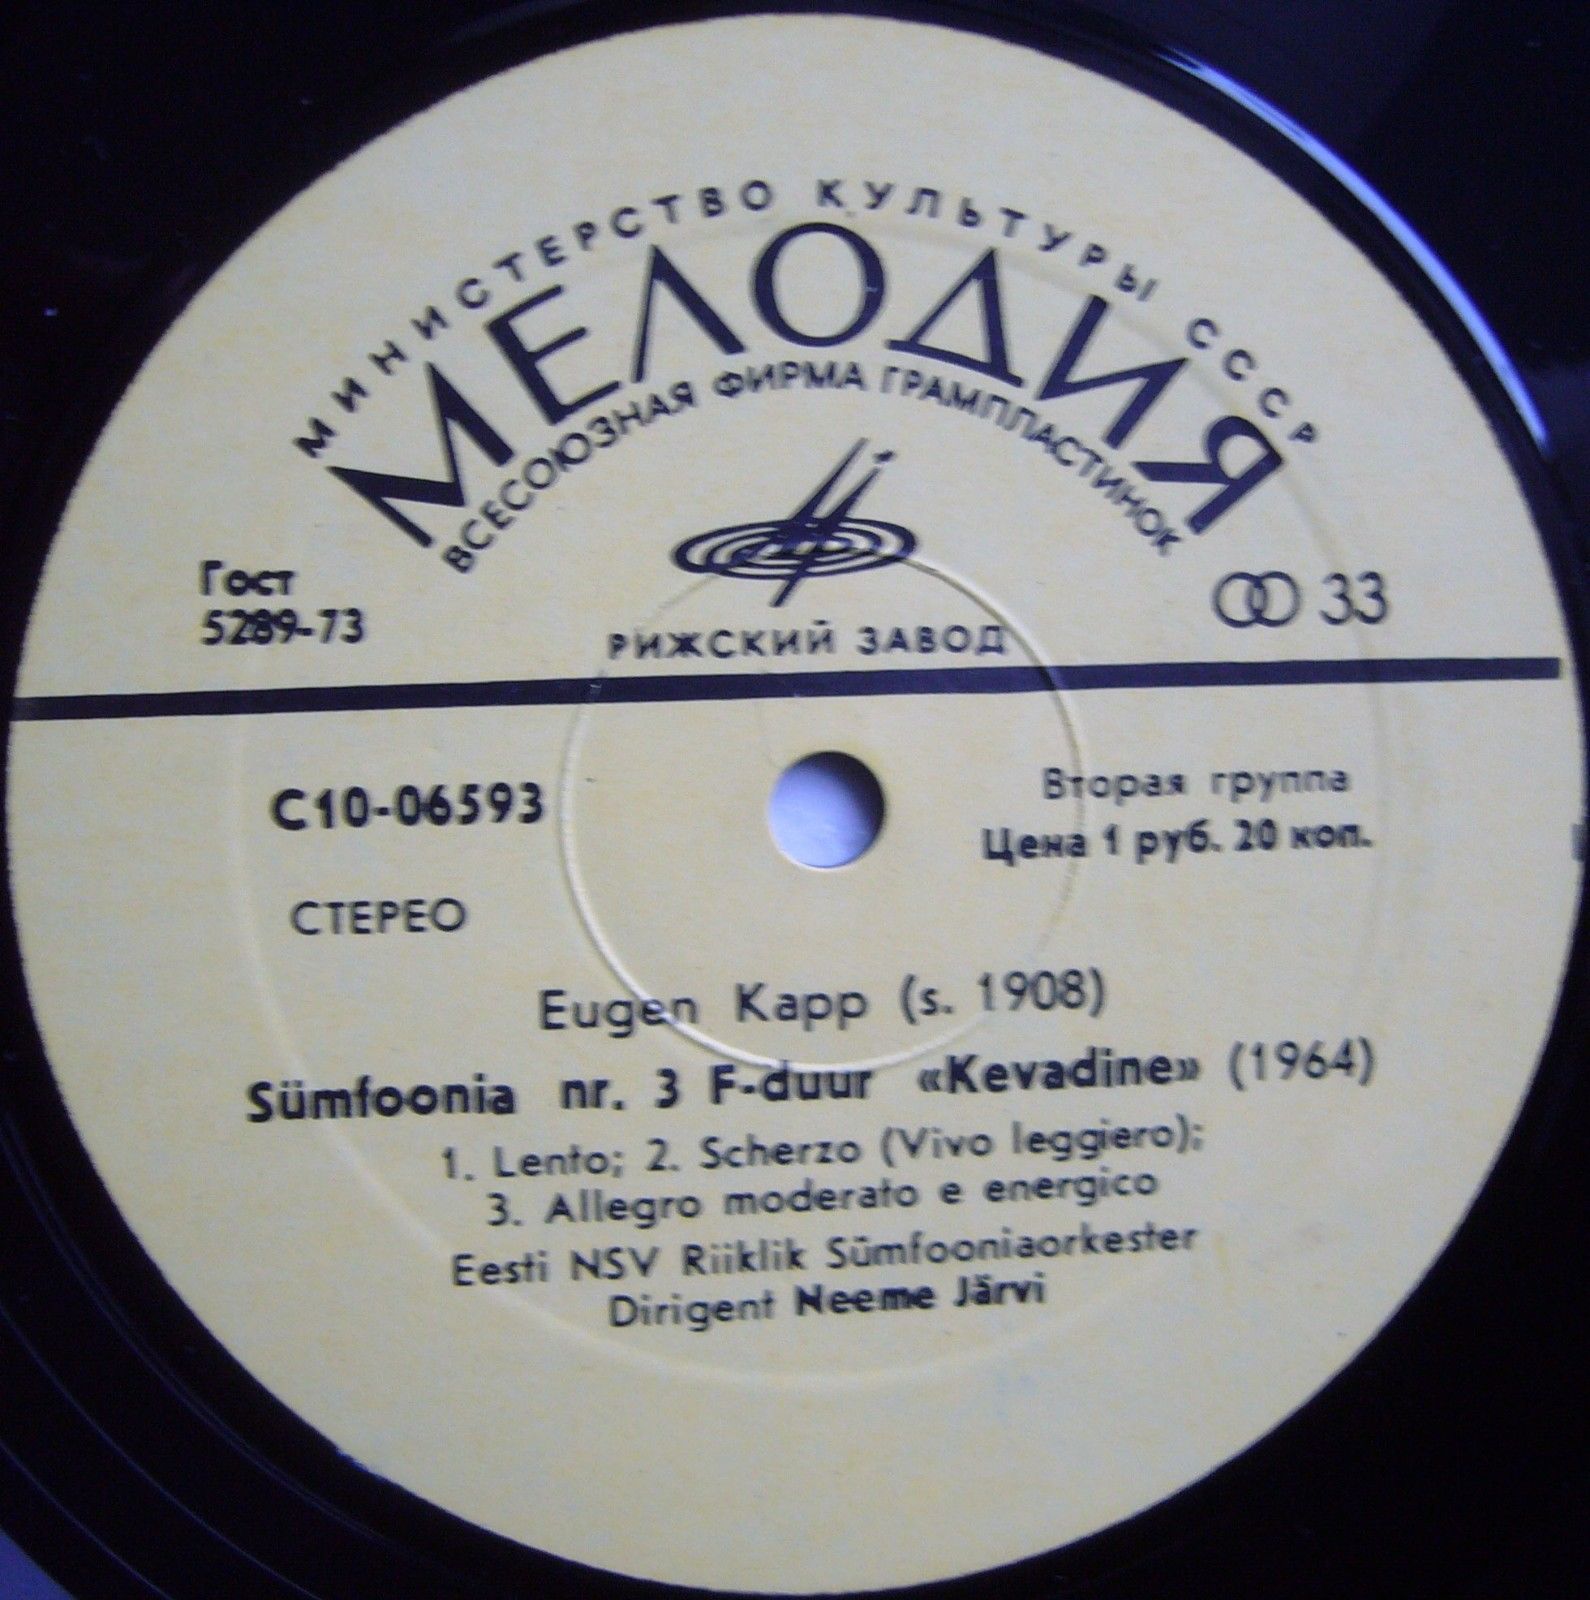 МИНИСТЕРСТВО КУЛЬТУРЫ СССР
МЕЛОДИЯ
ВСЕСОЮЗНАЯ ФИРМА ГРАМПЛАСТИНОК
Гост
5289-73
33
РИЖСКИЙ ЗАВОД
С10-06593
Вторая группа
Цена 1 руб. 20 коп.
СТЕРЕО
Eugen Kapp (s. 1908)
Sümfoonia nr. 3 F-duur «Kevadine» (1964)
1. Lento; 2. Scherzo (Vivo leggiero);
3. Allegro moderato e energico
Eesti NSV Riiklik Sümfooniaorkester
Dirigent Neeme Järvi